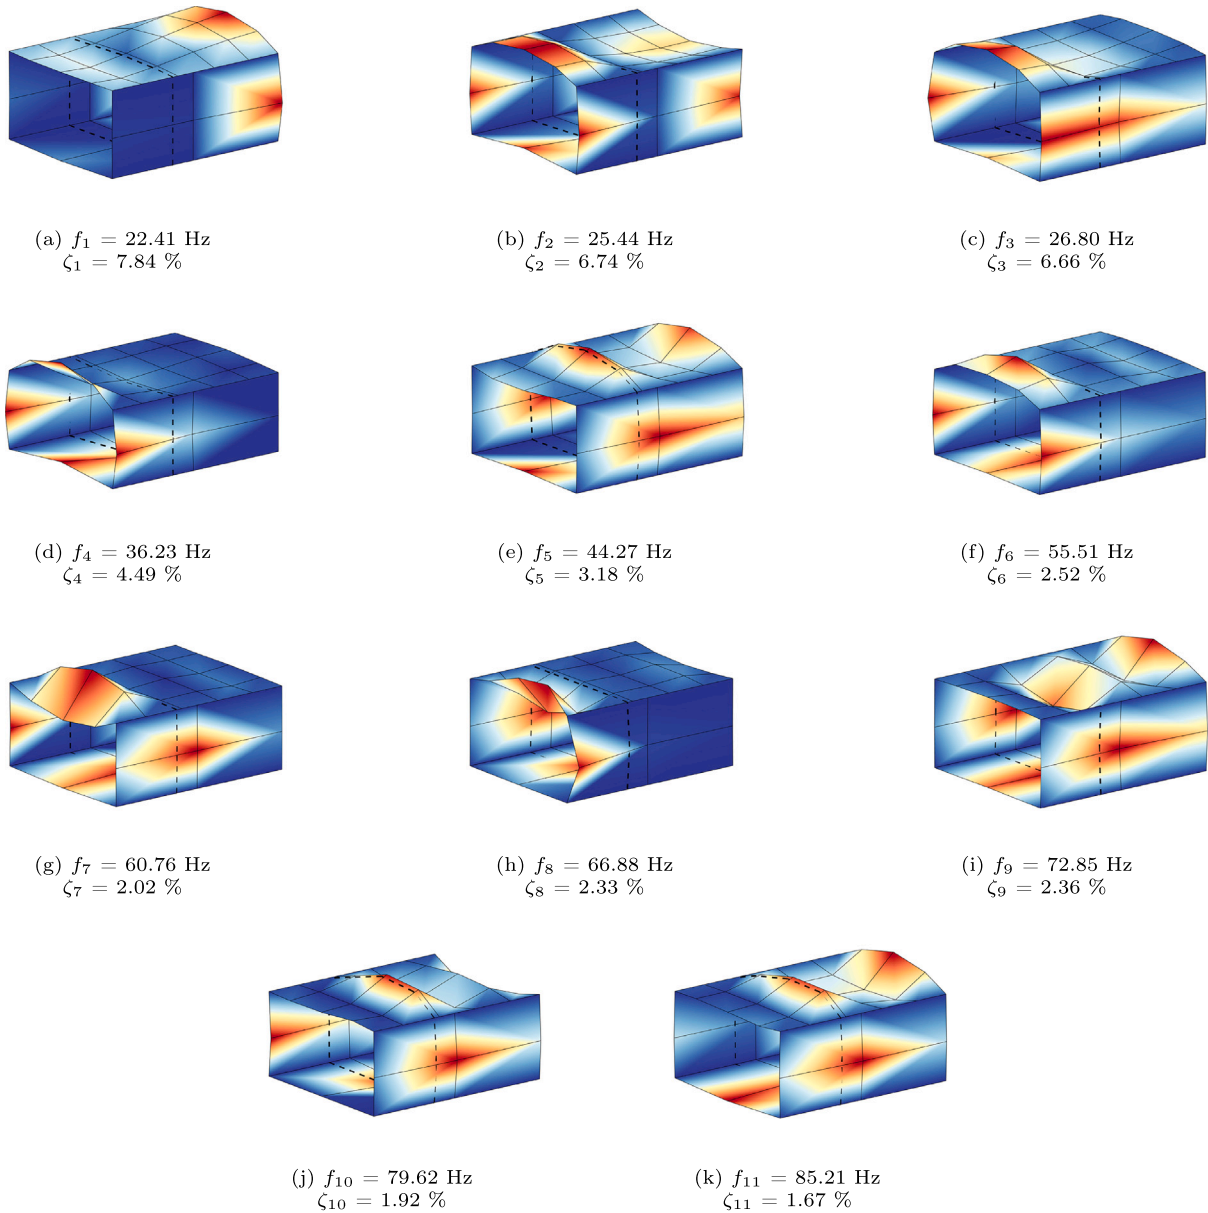 (a) f₁ = 22.41 Hz
ζ₁ = 7.84 %
(b) f₂ = 25.44 Hz
ζ₂ = 6.74 %
(c) f₃ = 26.80 Hz
ζ₃ = 6.66 %
(d) f₄ = 36.23 Hz
ζ₄ = 4.49 %
(e) f₅ = 44.27 Hz
ζ₅ = 3.18 %
(f) f₆ = 55.51 Hz
ζ₆ = 2.52 %
(g) f₇ = 60.76 Hz
ζ₇ = 2.02 %
(h) f₈ = 66.88 Hz
ζ₈ = 2.33 %
(i) f₉ = 72.85 Hz
ζ₉ = 2.36 %
(j) f₁₀ = 79.62 Hz
ζ₁₀ = 1.92 %
(k) f₁₁ = 85.21 Hz
ζ₁₁ = 1.67 %